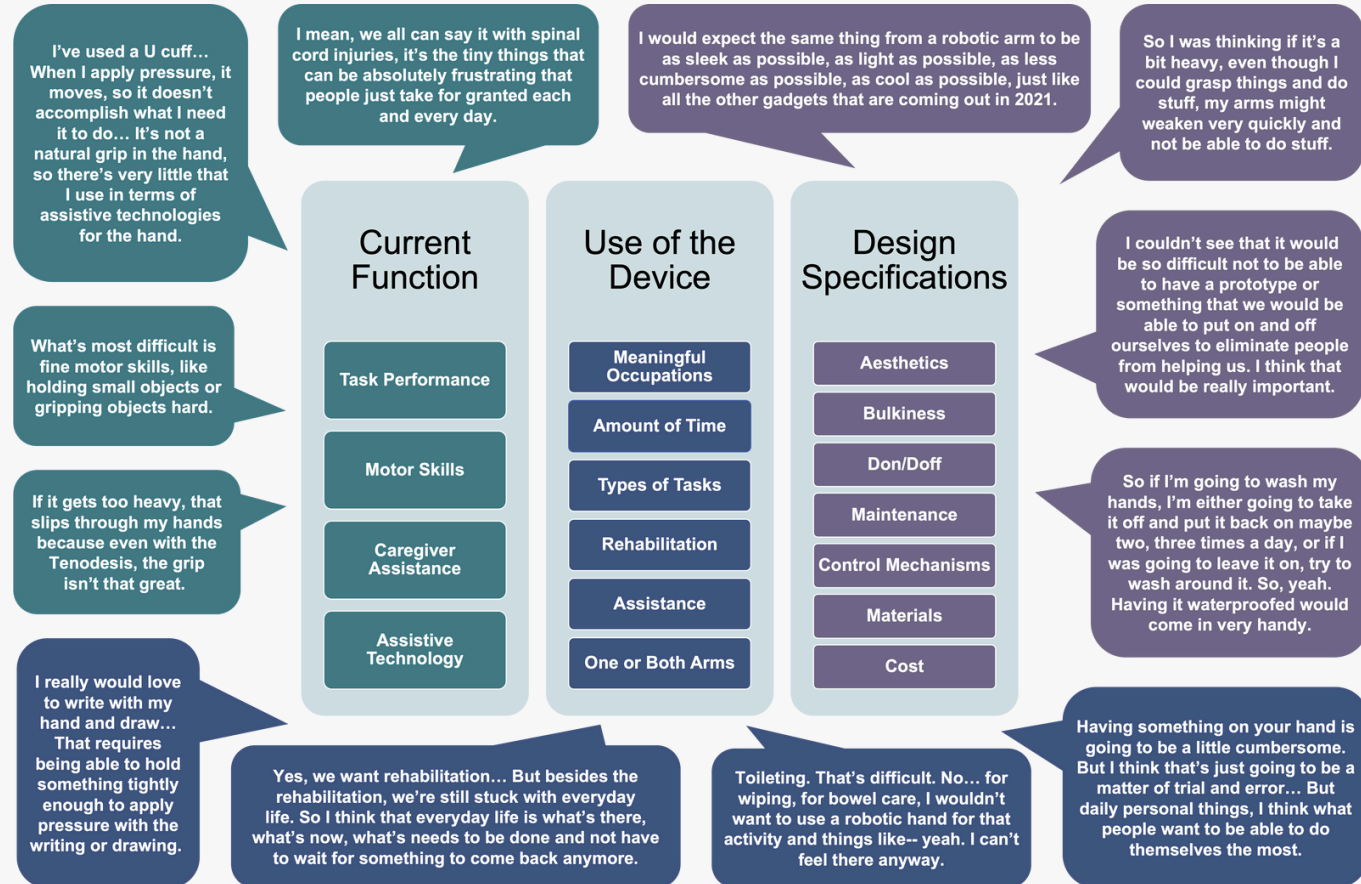 I've used a U cuff…
When I apply pressure, it
moves, so it doesn't
accomplish what I need
it to do… It's not a
natural grip in the hand,
so there's very little that
I use in terms of
assistive technologies
for the hand.
I mean, we all can say it with spinal
cord injuries, it's the tiny things that
can be absolutely frustrating that
people just take for granted each
and every day.
I would expect the same thing from a robotic arm to be
as sleek as possible, as light as possible, as less
cumbersome as possible, as cool as possible, just like
all the other gadgets that are coming out in 2021.
So I was thinking if it's a
bit heavy, even though I
could grasp things and do
stuff, my arms might
weaken very quickly and
not be able to do stuff.
What's most difficult is
fine motor skills, like
holding small objects or
gripping objects hard.
If it gets too heavy, that
slips through my hands
because even with the
Tenodesis, the grip
isn't that great.
Current
Function
Task Performance
Motor Skills
Caregiver
Assistance
Assistive
Technology
Use of the
Device
Meaningful
Occupations
Amount of Time
Types of Tasks
Rehabilitation
Assistance
One or Both Arms
Design
Specifications
Aesthetics
Bulkiness
Don/Doff
Maintenance
Control Mechanisms
Materials
Cost
I couldn't see that it would
be so difficult not to be able
to have a prototype or
something that we would be
able to put on and off
ourselves to eliminate people
from helping us. I think that
would be really important.
So if I'm going to wash my
hands, I'm either going to take
it off and put it back on maybe
two, three times a day, or if I
was going to leave it on, try to
wash around it. So, yeah.
Having it waterproofed would
come in very handy.
I really would love
to write with my
hand and draw…
That requires
being able to hold
something tightly
enough to apply
pressure with the
writing or drawing.
Yes, we want rehabilitation… But besides the
rehabilitation, we're still stuck with everyday
life. So I think that everyday life is what's there,
what's now, what's needs to be done and not have
to wait for something to come back anymore.
Toileting. That's difficult. No… for
wiping, for bowel care, I wouldn't
want to use a robotic hand for that
activity and things like-- yeah. I can't
feel there anyway.
Having something on your hand is
going to be a little cumbersome.
But I think that's just going to be a
matter of trial and error… But
daily personal things, I think what
people want to be able to do
themselves the most.